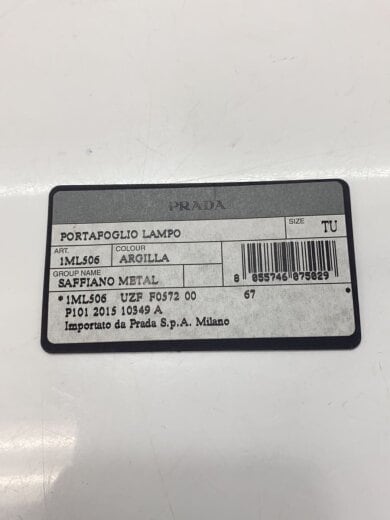 PRADA
PORTAFOGLIO LAMPO
SIZE
TU
ART.
1ML506
COLOUR
ARGILLA
GROUP NAME
SAFFIANO METAL
8 055746 075029
1ML506 UZF F0572 00 67
P101 2015 10349 A
Importato da Prada S.p.A. Milano